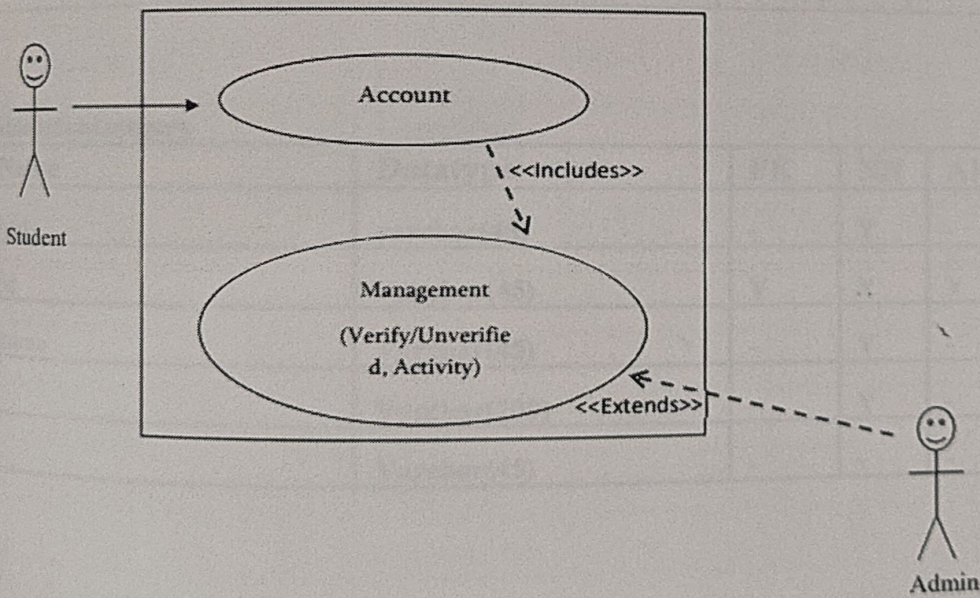 Account
<<Includes>>
Student
Management
(Verify/Unverifie
d, Activity)
<<Extends>>
Admin